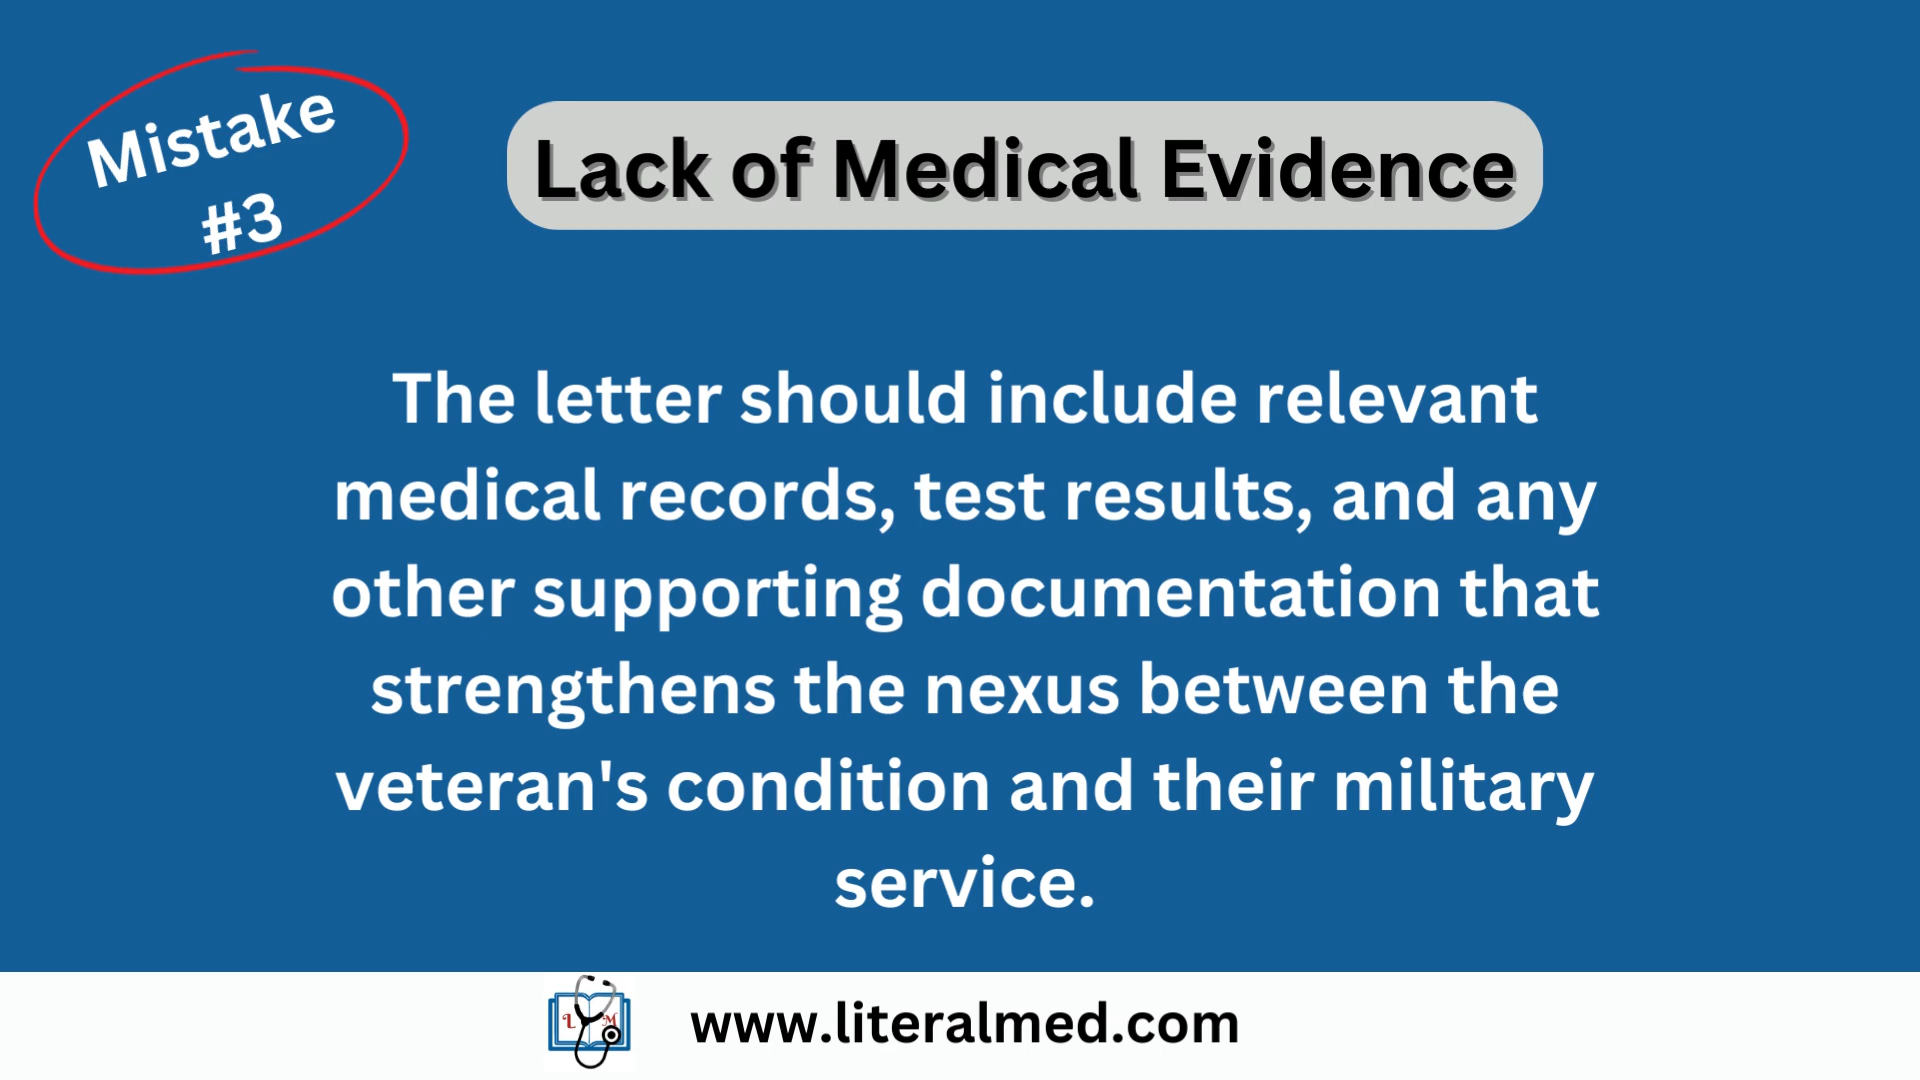 Mistake
#3
Lack of Medical Evidence
The letter should include relevant
medical records, test results, and any
other supporting documentation that
strengthens the nexus between the
veteran's condition and their military
service.
L M
www.literalmed.com